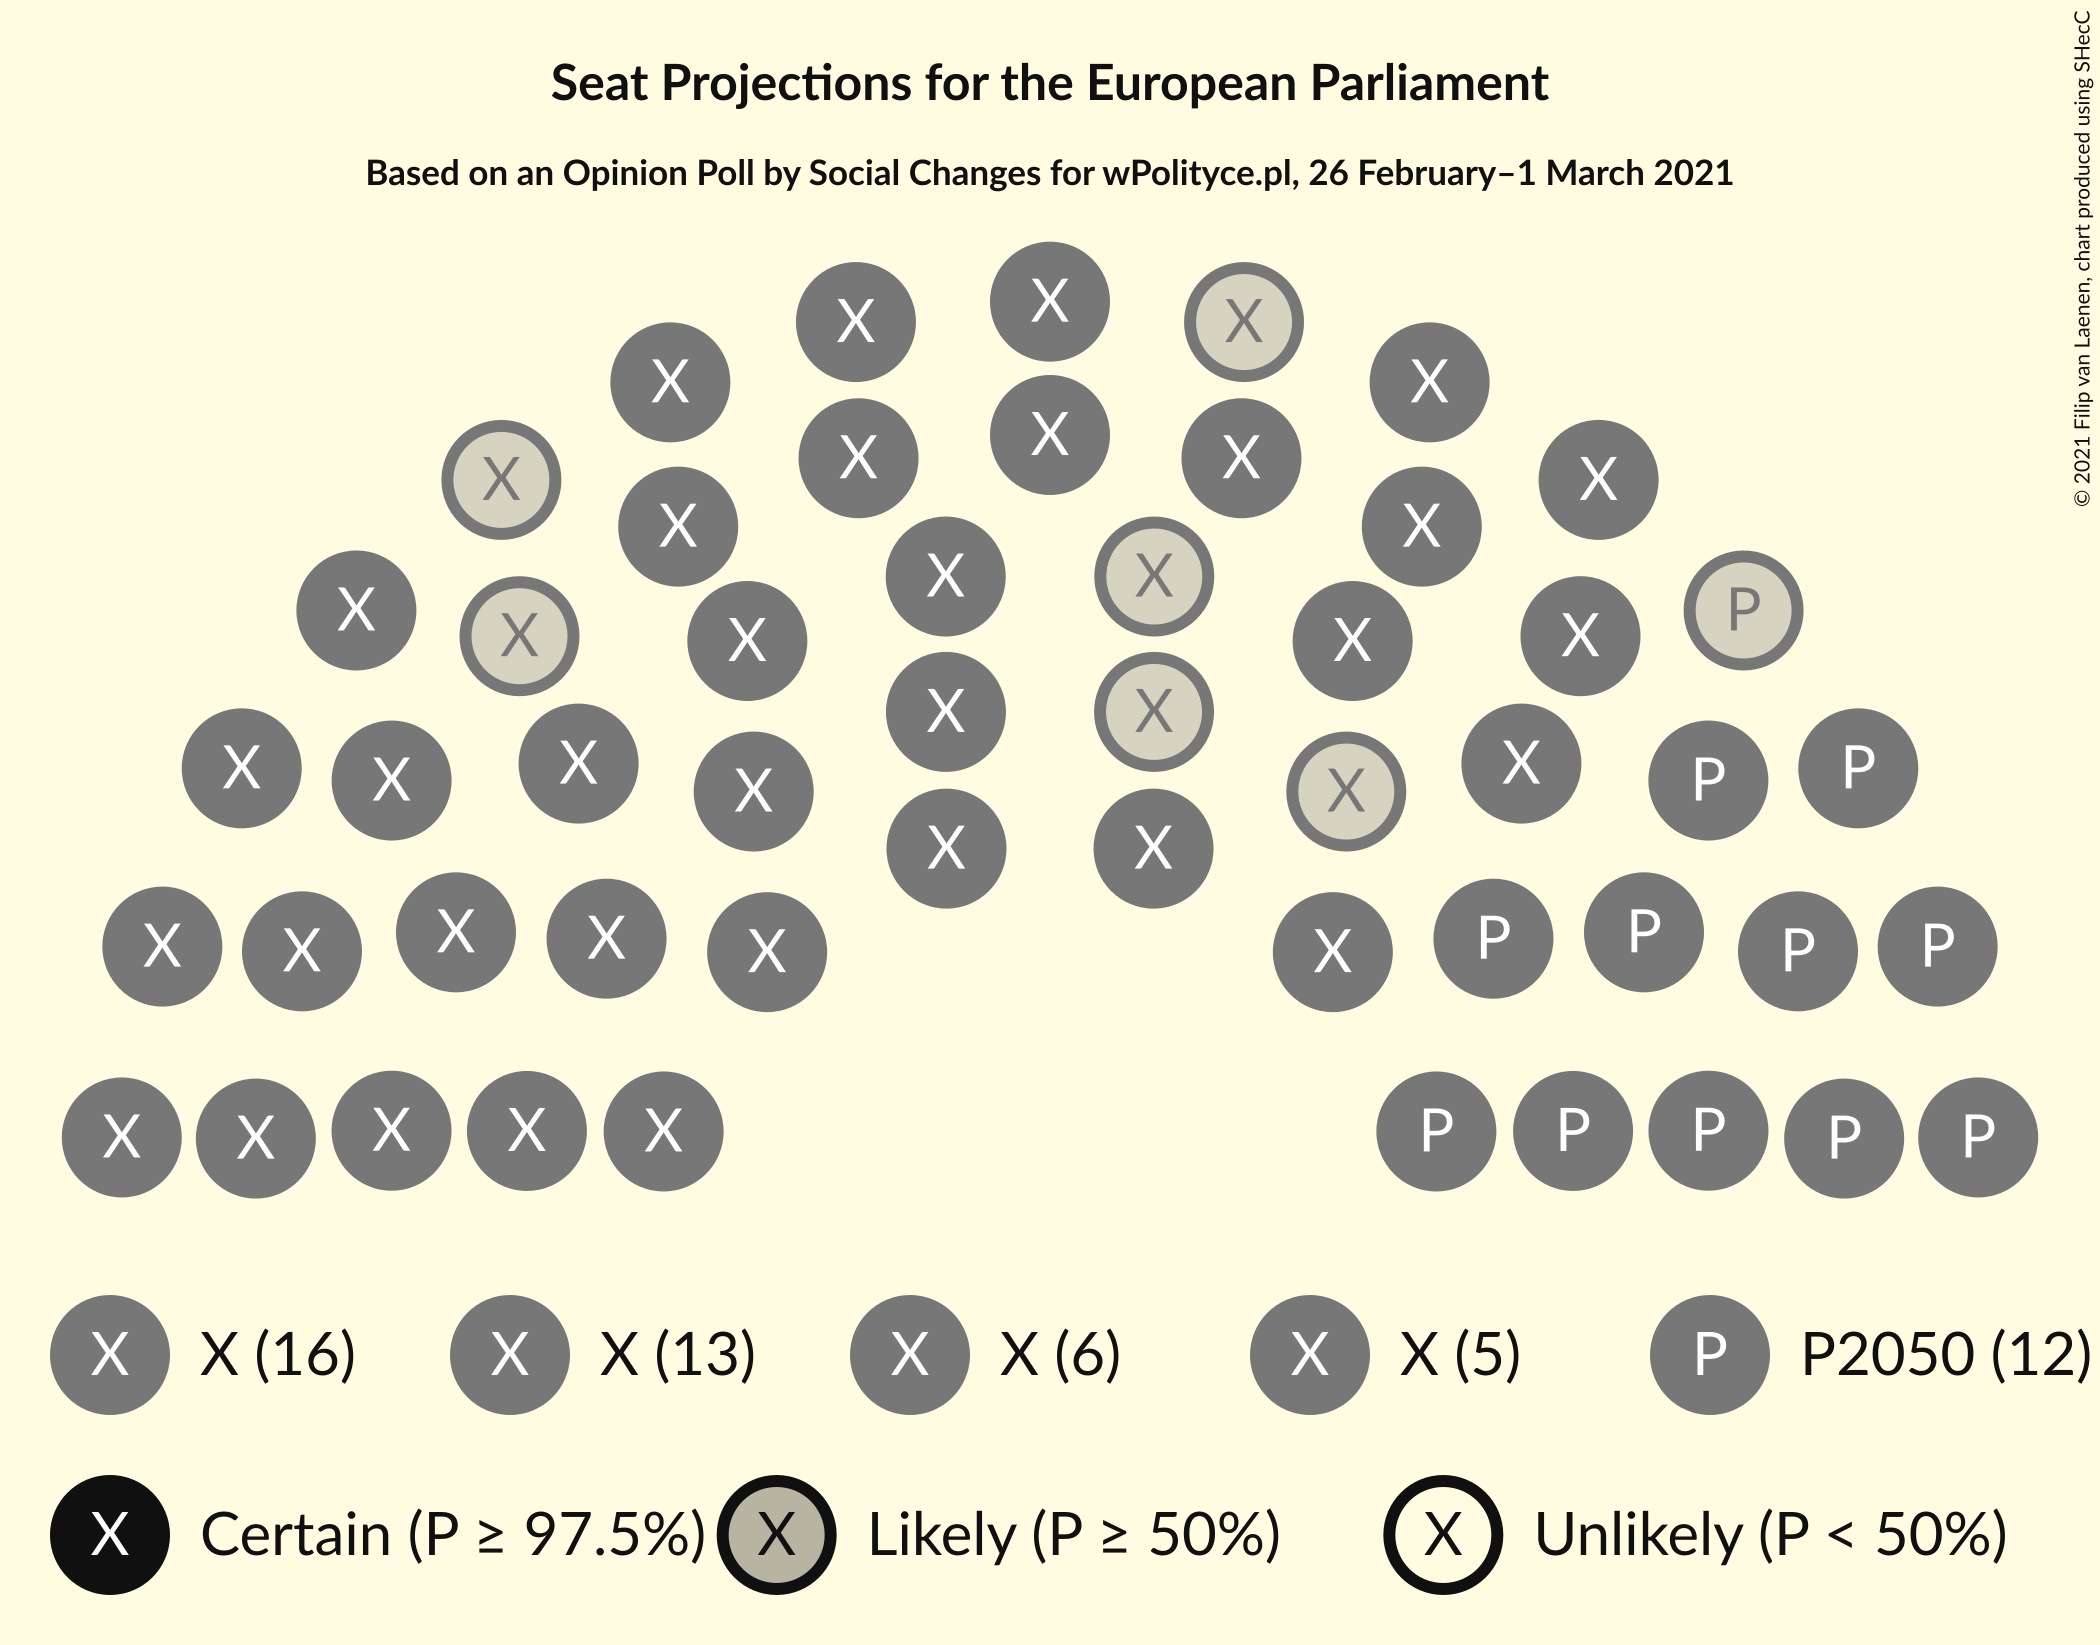 Seat Projections for the European Parliament
Based on an Opinion Poll by Social Changes for wPolityce.pl, 26 February–1 March 2021
© 2021 Filip van Laenen, chart produced using SHecC
X
X X
X X
X
X X X
X X
X X
X X
X X
X P
X X
X X
X X
X X
X X
X X P P
X X
X X X P P
X X P P
X X
X X X X X P P P P P
X X (16) X X (13) X X (6) X X (5) P P2050 (12)
X Certain (P ≥ 97.5%) X Likely (P ≥ 50%) X Unlikely (P < 50%)